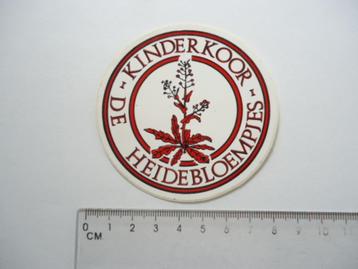 KINDERKOOR
DE HEIDEBLOEMPJES
0 1 2 3 4 5 6 7 8 9 10
CM